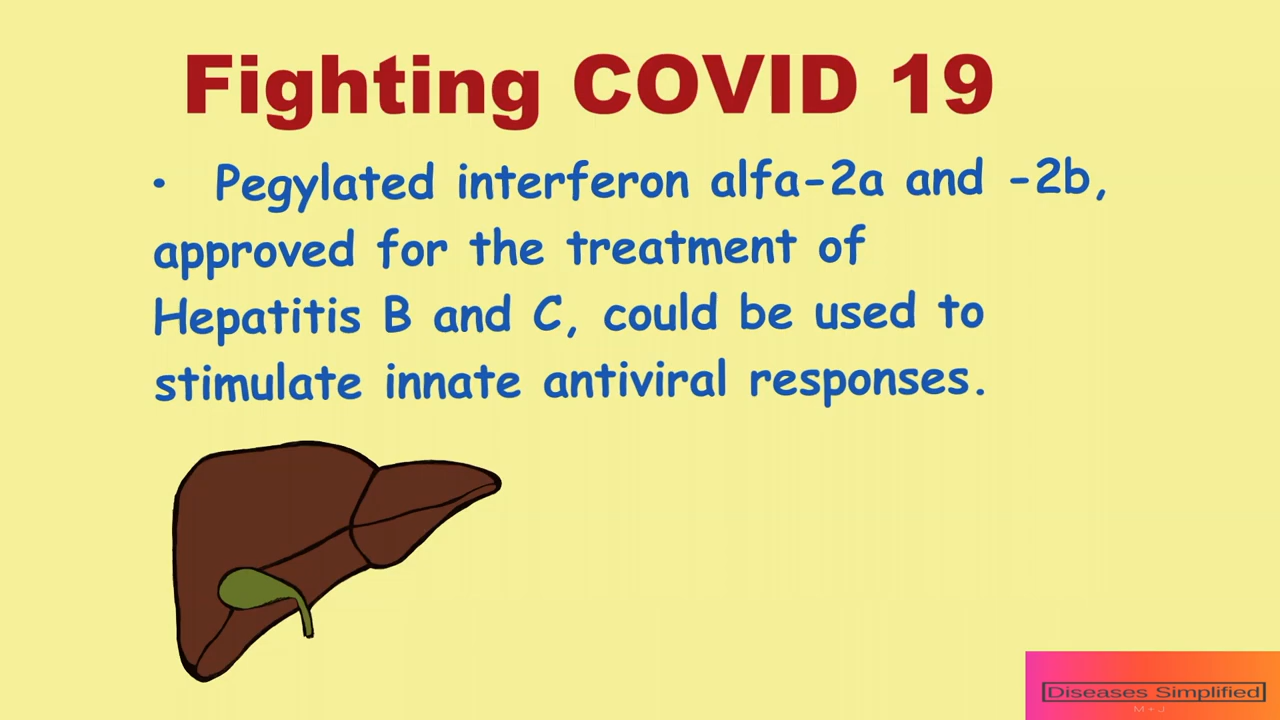 Fighting COVID 19
• Pegylated interferon alfa-2a and -2b,
approved for the treatment of
Hepatitis B and C, could be used to
stimulate innate antiviral responses.
Diseases Simplified
M + J